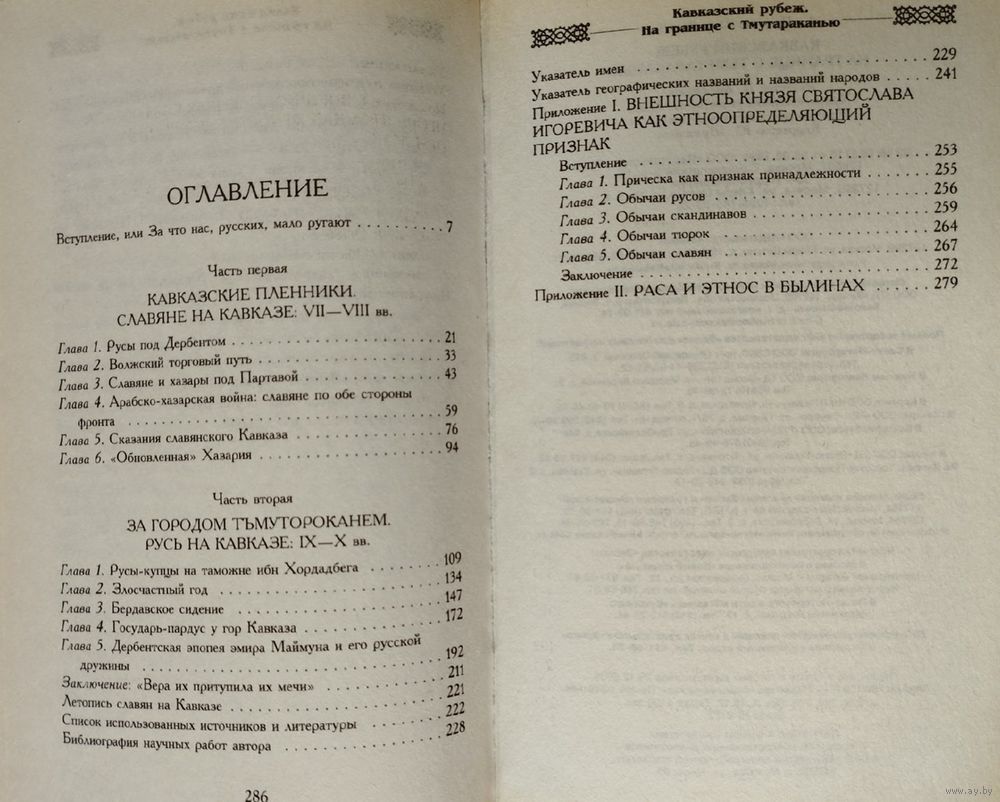 ОГЛАВЛЕНИЕ
Вступление, или За что нас, русских, мало ругают . . . . . . . . . . 7
Часть первая
КАВКАЗСКИЕ ПЛЕННИКИ.
СЛАВЯНЕ НА КАВКАЗЕ: VII—VIII вв.
Глава 1. Русы под Дербентом . . . . . . . . . . 21
Глава 2. Волжский торговый путь . . . . . . . . . . 33
Глава 3. Славяне и хазары под Партавой . . . . . . . . . . 43
Глава 4. Арабско-хазарская война: славяне по обе стороны
фронта . . . . . . . . . . 59
Глава 5. Сказания славянского Кавказа . . . . . . . . . . 76
Глава 6. «Обновленная» Хазария . . . . . . . . . . 94
Часть вторая
ЗА ГОРОДОМ ТЪМУТОРОКАНЕМ.
РУСЬ НА КАВКАЗЕ: IX—X вв.
Глава 1. Русы-купцы на таможне ибн Хордадбега . . . . . . . . . . 109
Глава 2. Злосчастный год . . . . . . . . . . 134
Глава 3. Бердавское сидение . . . . . . . . . . 147
Глава 4. Государь-пардус у гор Кавказа . . . . . . . . . . 172
Глава 5. Дербентская эпопея эмира Маймуна и его русской
дружины . . . . . . . . . . 192
Заключение: «Вера их притупила их мечи» . . . . . . . . . . 211
Летопись славян на Кавказе . . . . . . . . . . 221
Список использованных источников и литературы . . . . . . . . . . 222
Библиография научных работ автора . . . . . . . . . . 228
286
Кавказский рубеж.
На границе с Тмутараканью
Указатель имен . . . . . . . . . . 229
Указатель географических названий и названий народов . . . . . 241
Приложение I. ВНЕШНОСТЬ КНЯЗЯ СВЯТОСЛАВА
ИГОРЕВИЧА КАК ЭТНООПРЕДЕЛЯЮЩИЙ
ПРИЗНАК
Вступление . . . . . . . . . . 253
Глава 1. Прическа как признак принадлежности . . . . . . . . . . 255
Глава 2. Обычаи русов . . . . . . . . . . 256
Глава 3. Обычаи скандинавов . . . . . . . . . . 259
Глава 4. Обычаи тюрок . . . . . . . . . . 264
Глава 5. Обычаи славян . . . . . . . . . . 267
Заключение . . . . . . . . . . 272
Приложение II. РАСА И ЭТНОС В БЫЛИНАХ . . . . . . 279
www.ay.by